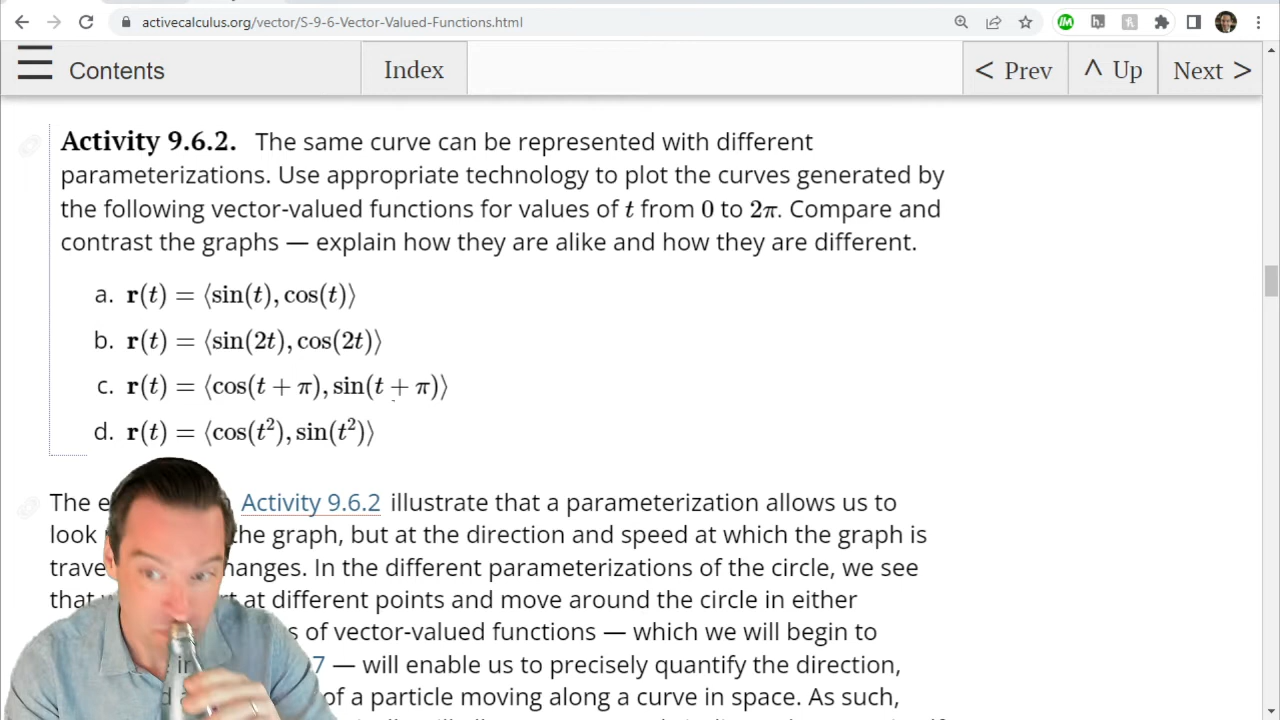 activecalculus.org/vector/S-9-6-Vector-Valued-Functions.html
Contents Index < Prev ^ Up Next >
Activity 9.6.2. The same curve can be represented with different
parameterizations. Use appropriate technology to plot the curves generated by
the following vector-valued functions for values of t from 0 to 2π. Compare and
contrast the graphs — explain how they are alike and how they are different.
a. r(t) = ⟨sin(t), cos(t)⟩
b. r(t) = ⟨sin(2t), cos(2t)⟩
c. r(t) = ⟨cos(t + π), sin(t + π)⟩
d. r(t) = ⟨cos(t²), sin(t²)⟩
The Activity 9.6.2 illustrate that a parameterization allows us to
look the graph, but at the direction and speed at which the graph is
hanges. In the different parameterizations of the circle, we see
that at different points and move around the circle in either
s of vector-valued functions — which we will begin to
7 — will enable us to precisely quantify the direction,
of a particle moving along a curve in space. As such,